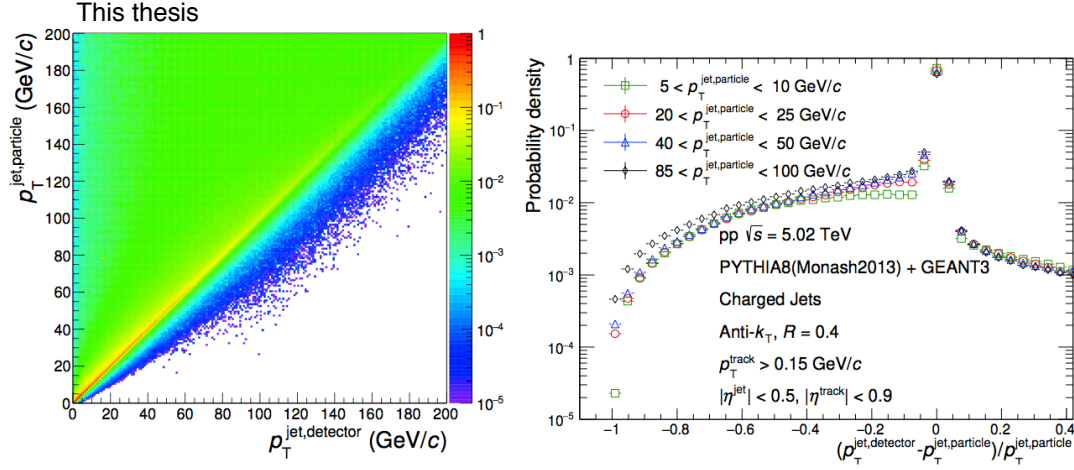 This thesis
p_T^jet,particle (GeV/c)
200
180
160
140
120
100
80
60
40
20
0
0 20 40 60 80 100 120 140 160 180 200
p_T^jet,detector (GeV/c)
1
10⁻¹
10⁻²
10⁻³
10⁻⁴
10⁻⁵
Probability density
1
10⁻¹
10⁻²
10⁻³
10⁻⁴
10⁻⁵
5 < p_T^jet,particle < 10 GeV/c
20 < p_T^jet,particle < 25 GeV/c
40 < p_T^jet,particle < 50 GeV/c
85 < p_T^jet,particle < 100 GeV/c
pp √s = 5.02 TeV
PYTHIA8(Monash2013) + GEANT3
Charged Jets
Anti-k_T, R = 0.4
p_T^track > 0.15 GeV/c
|η^jet| < 0.5, |η^track| < 0.9
−1 −0.8 −0.6 −0.4 −0.2 0 0.2 0.4
(p_T^jet,detector-p_T^jet,particle)/p_T^jet,particle